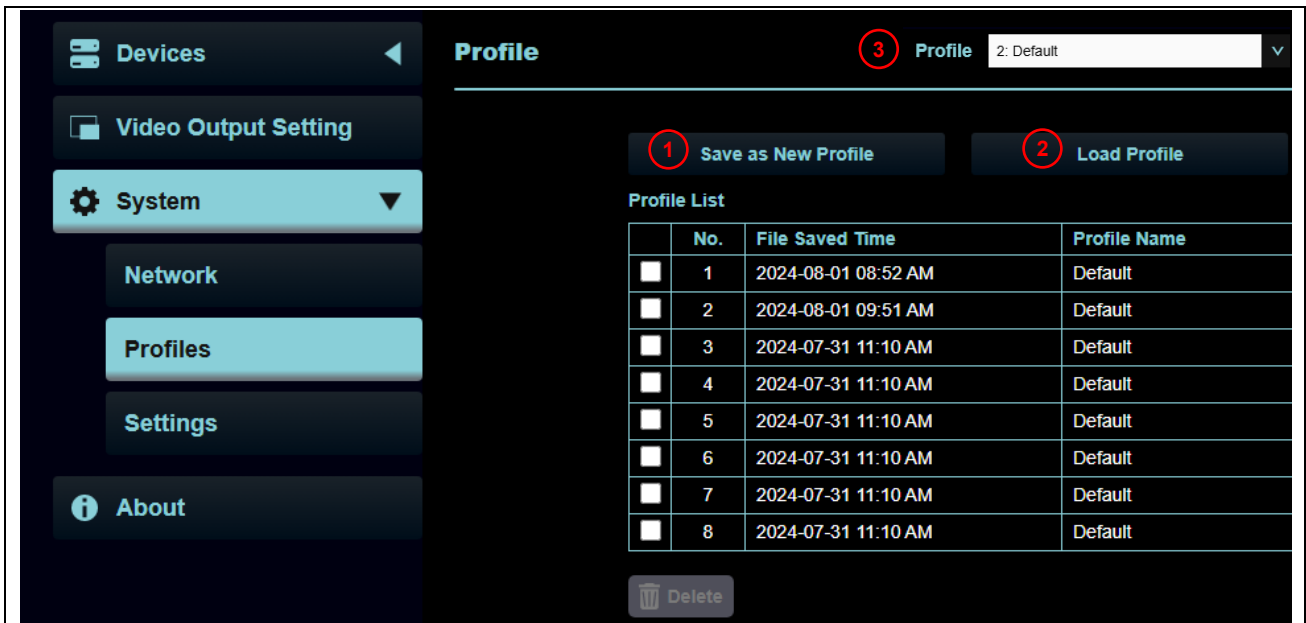 Devices
Video Output Setting
System
Network
Profiles
Settings
About
Profile
3 Profile 2: Default
1 Save as New Profile
2 Load Profile
Profile List
No. File Saved Time Profile Name
1 2024-08-01 08:52 AM Default
2 2024-08-01 09:51 AM Default
3 2024-07-31 11:10 AM Default
4 2024-07-31 11:10 AM Default
5 2024-07-31 11:10 AM Default
6 2024-07-31 11:10 AM Default
7 2024-07-31 11:10 AM Default
8 2024-07-31 11:10 AM Default
Delete